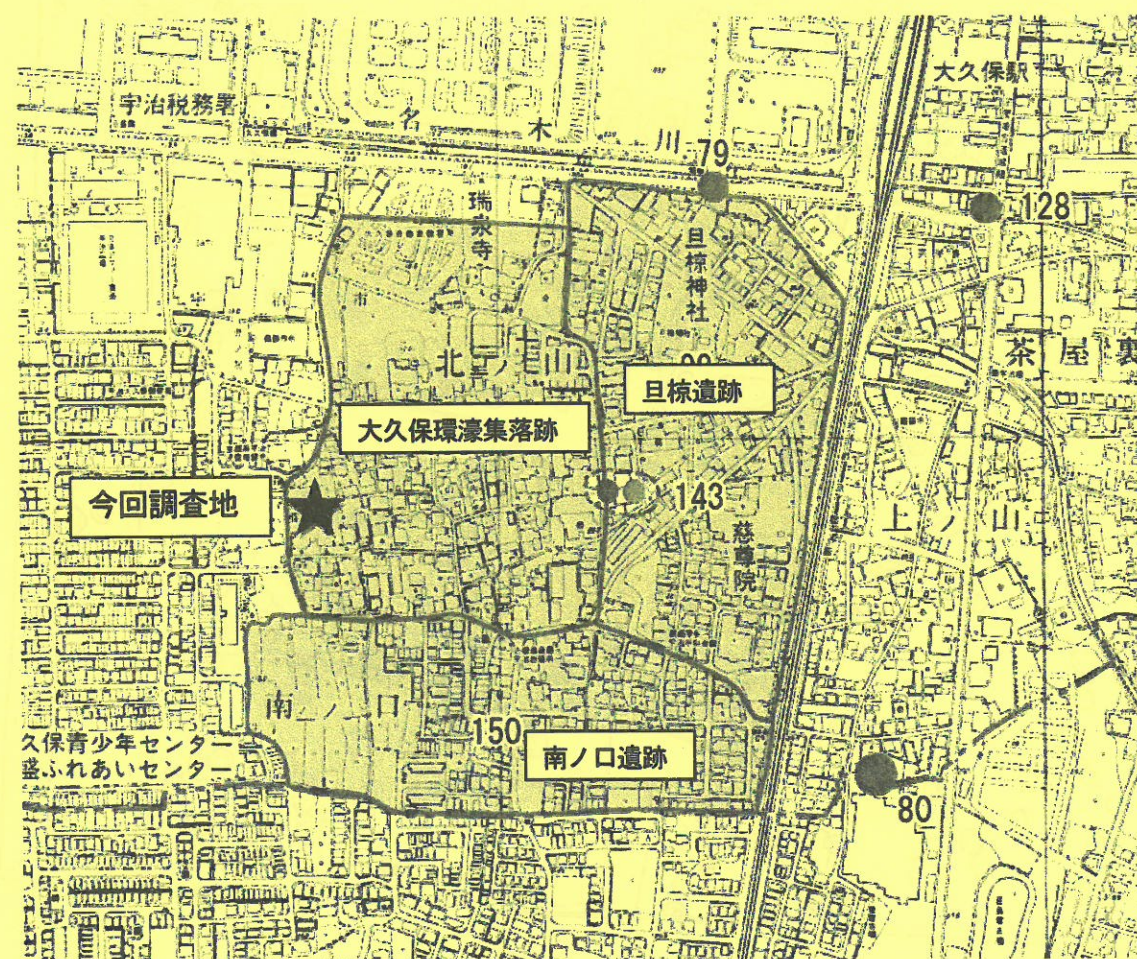 大久保駅
宇治税務署
名木川
79
128
瑞泉寺
旦椋神社
茶屋裏
北ノ山
旦椋遺跡
大久保環濠集落跡
今回調査地
143
上ノ山
慈尊院
南ノ口
150
久保青少年センター
盛ふれあいセンター
南ノ口遺跡
80